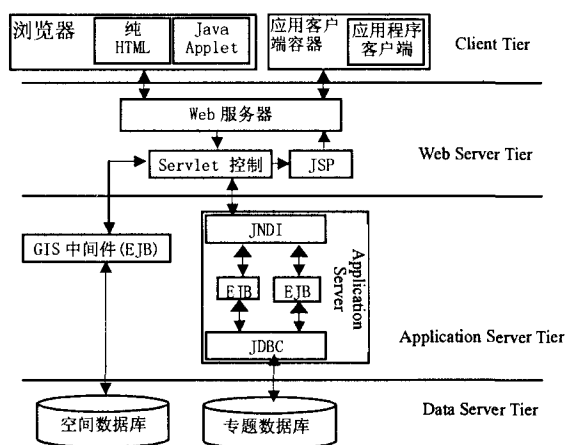 浏览器
纯
HTML
Java
Applet
应用客户
端容器
应用程序
客户端
Client Tier
Web 服务器
Servlet 控制
JSP
Web Server Tier
GIS 中间件(EJB)
JNDI
EJB
EJB
JDBC
Application
Server
Application Server Tier
空间数据库
专题数据库
Data Server Tier